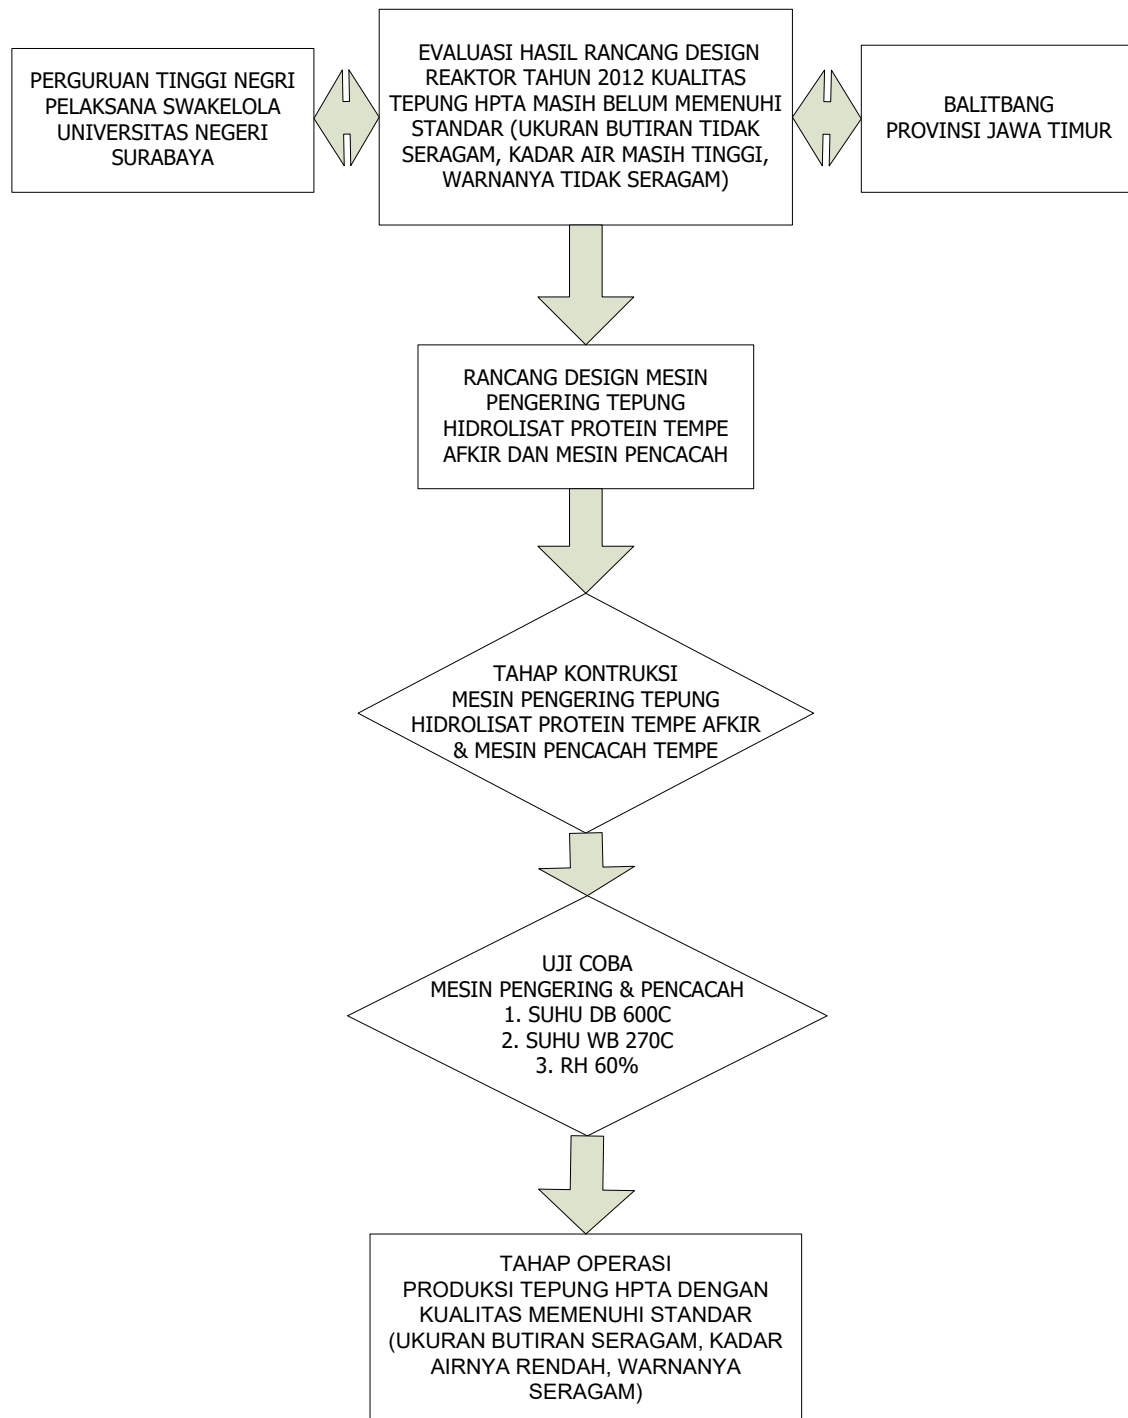 PERGURUAN TINGGI NEGRI
PELAKSANA SWAKELOLA
UNIVERSITAS NEGERI
SURABAYA
EVALUASI HASIL RANCANG DESIGN
REAKTOR TAHUN 2012 KUALITAS
TEPUNG HPTA MASIH BELUM MEMENUHI
STANDAR (UKURAN BUTIRAN TIDAK
SERAGAM, KADAR AIR MASIH TINGGI,
WARNANYA TIDAK SERAGAM)
BALITBANG
PROVINSI JAWA TIMUR
RANCANG DESIGN MESIN
PENGERING TEPUNG
HIDROLISAT PROTEIN TEMPE
AFKIR DAN MESIN PENCACAH
TAHAP KONTRUKSI
MESIN PENGERING TEPUNG
HIDROLISAT PROTEIN TEMPE AFKIR
& MESIN PENCACAH TEMPE
UJI COBA
MESIN PENGERING & PENCACAH
1. SUHU DB 600C
2. SUHU WB 270C
3. RH 60%
TAHAP OPERASI
PRODUKSI TEPUNG HPTA DENGAN
KUALITAS MEMENUHI STANDAR
(UKURAN BUTIRAN SERAGAM, KADAR
AIRNYA RENDAH, WARNANYA
SERAGAM)